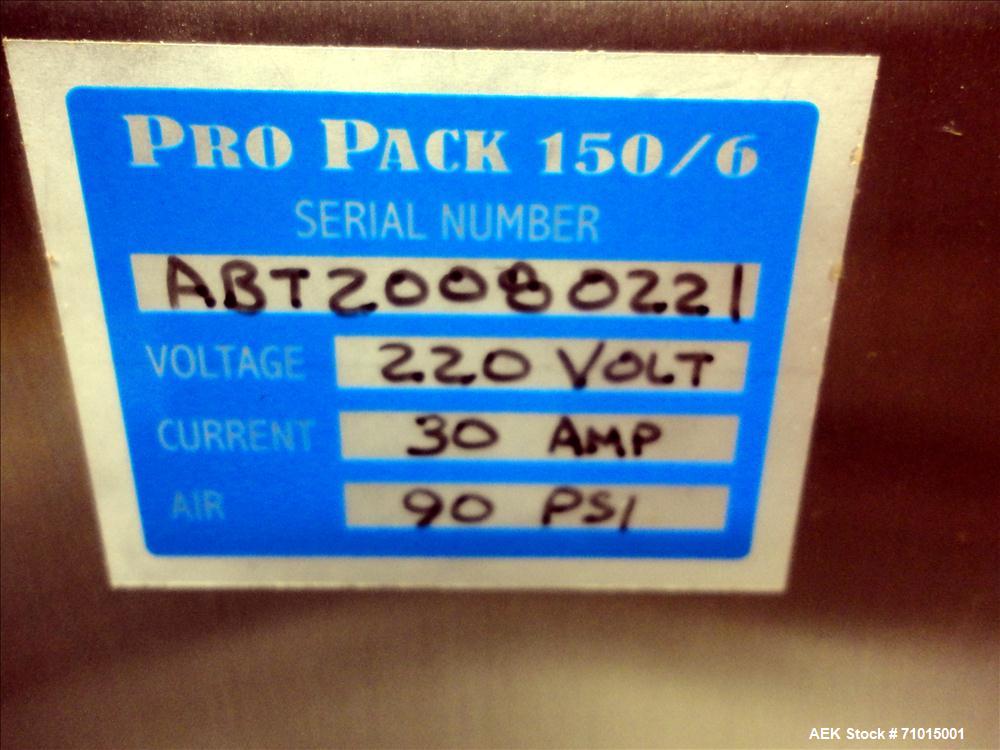 PRO PACK 150/6
SERIAL NUMBER
ABT20080221
VOLTAGE 220 VOLT
CURRENT 30 AMP
AIR 90 PSI
AEK Stock # 71015001